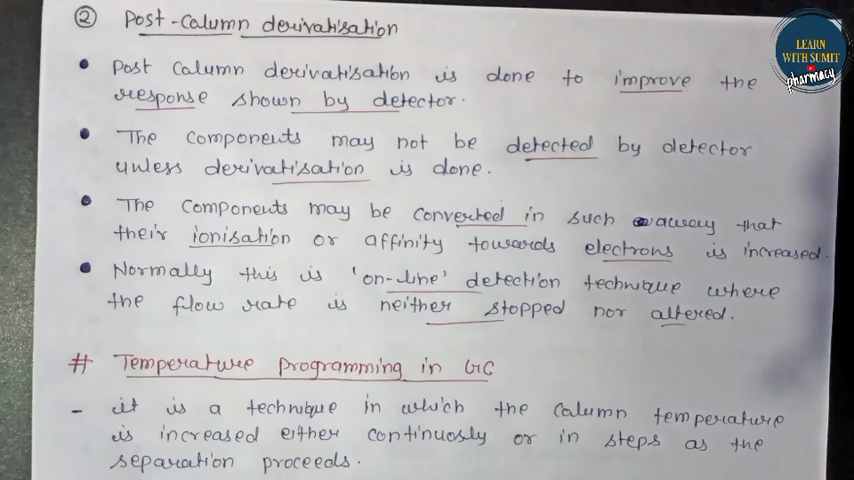 ② Post-Column derivatisation
• Post Column derivatisation is done to improve the
response shown by detector.
• The Components may not be detected by detector
unless derivatisation is done.
• The Components may be converted in such away that
their ionisation or affinity towards electrons is increased.
• Normally this is 'on-line' detection technique where
the flow rate is neither stopped nor altered.
# Temperature programming in GC
- it is a technique in which the column temperature
is increased either continuosly or in steps as the
separation proceeds.
LEARN
WITH SUMIT
pharmacy